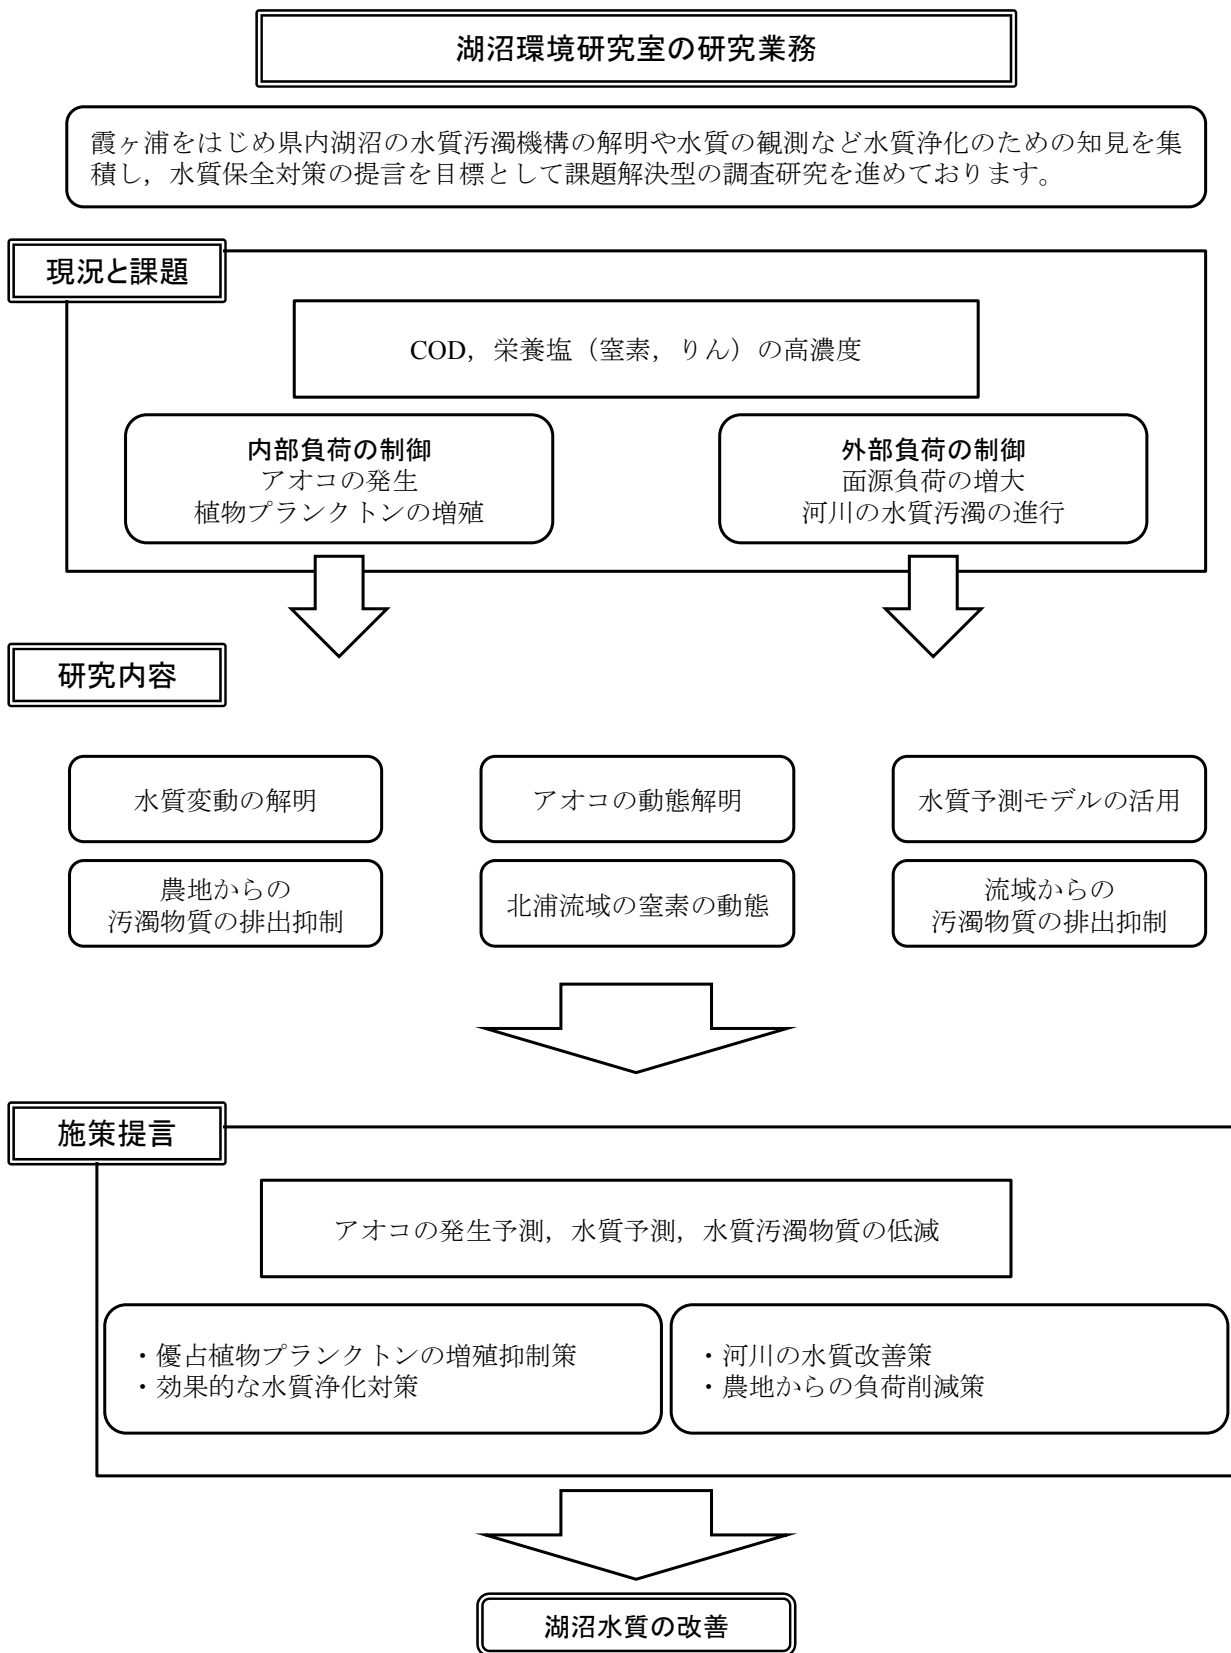 湖沼環境研究室の研究業務
霞ヶ浦をはじめ県内湖沼の水質汚濁機構の解明や水質の観測など水質浄化のための知見を集
積し，水質保全対策の提言を目標として課題解決型の調査研究を進めております。
現況と課題
COD，栄養塩（窒素，りん）の高濃度
内部負荷の制御
アオコの発生
植物プランクトンの増殖
外部負荷の制御
面源負荷の増大
河川の水質汚濁の進行
研究内容
水質変動の解明
アオコの動態解明
水質予測モデルの活用
農地からの
汚濁物質の排出抑制
北浦流域の窒素の動態
流域からの
汚濁物質の排出抑制
施策提言
アオコの発生予測，水質予測，水質汚濁物質の低減
・優占植物プランクトンの増殖抑制策
・効果的な水質浄化対策
・河川の水質改善策
・農地からの負荷削減策
湖沼水質の改善